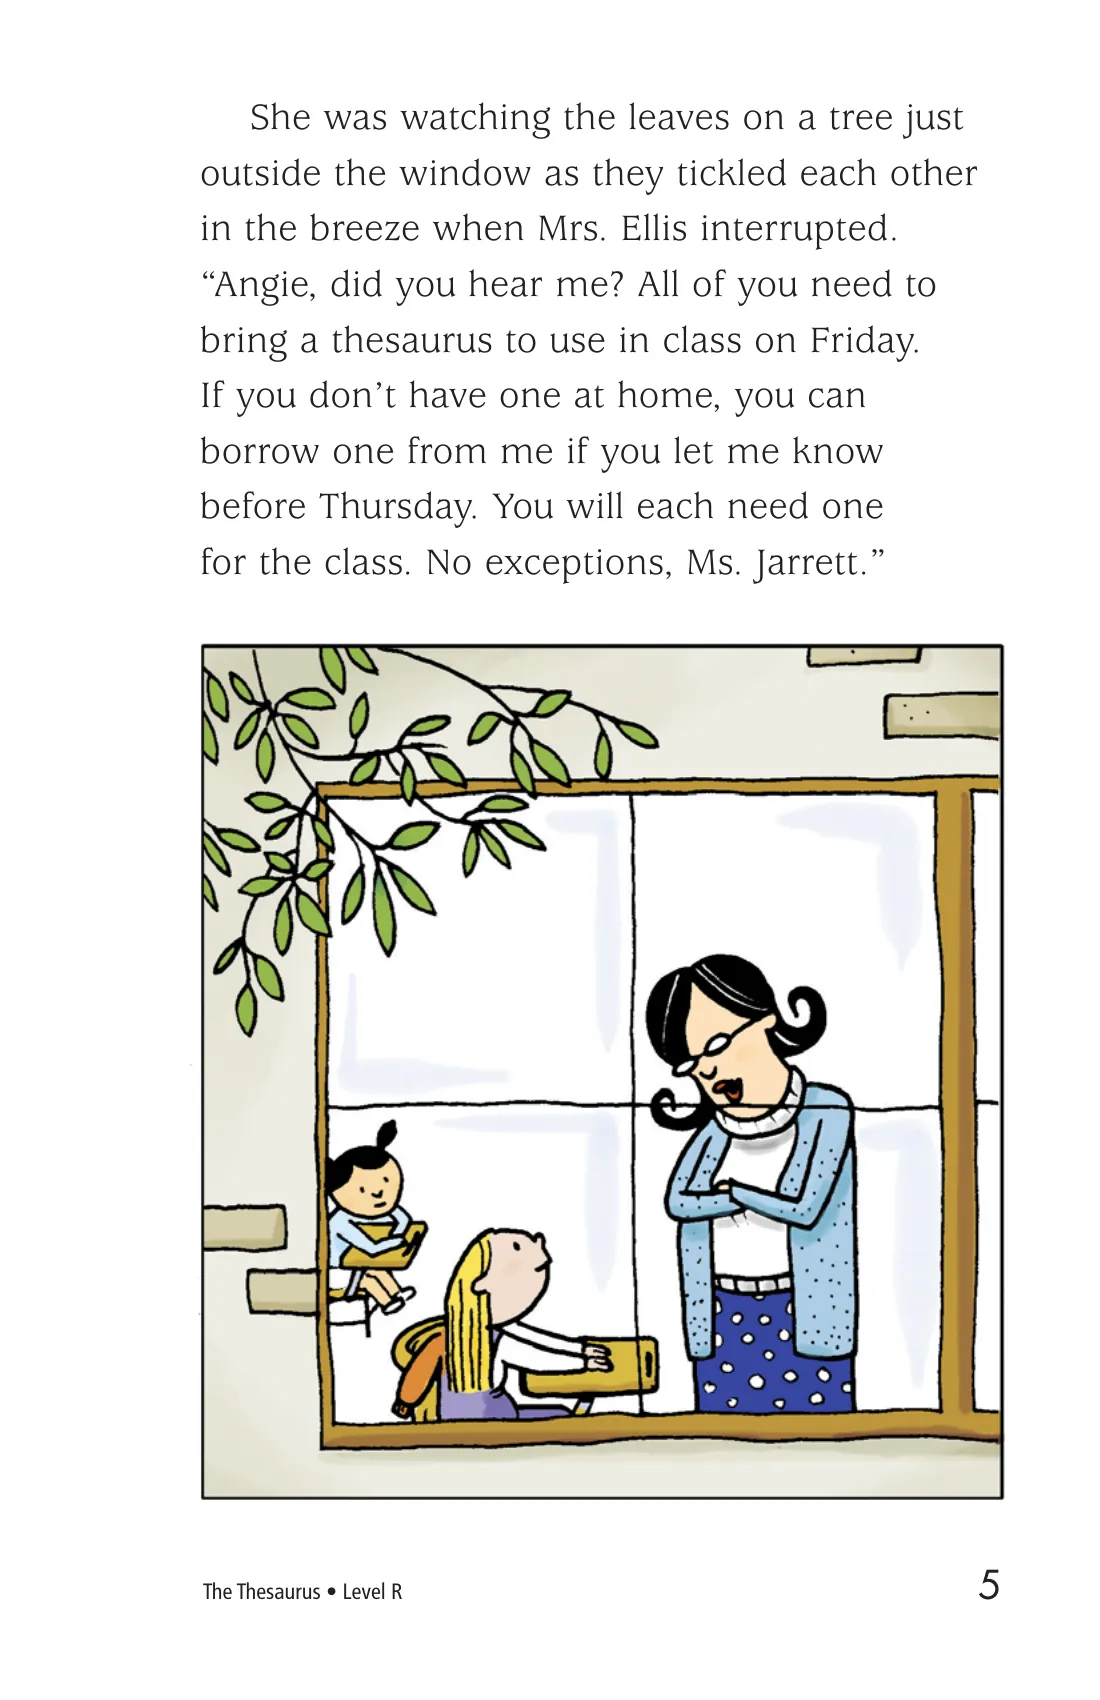 She was watching the leaves on a tree just
outside the window as they tickled each other
in the breeze when Mrs. Ellis interrupted.
“Angie, did you hear me? All of you need to
bring a thesaurus to use in class on Friday.
If you don’t have one at home, you can
borrow one from me if you let me know
before Thursday. You will each need one
for the class. No exceptions, Ms. Jarrett.”
The Thesaurus • Level R
5